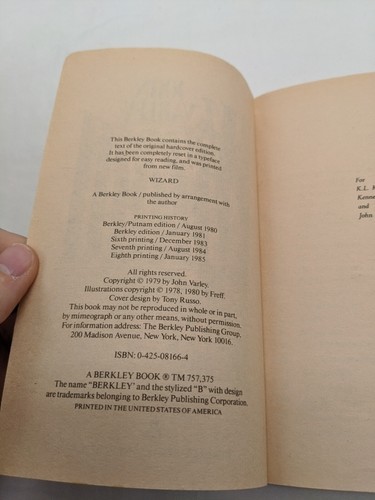 This Berkley Book contains the complete
text of the original hardcover edition.
It has been completely reset in a typeface
designed for easy reading, and was printed
from new film.
WIZARD
A Berkley Book / published by arrangement with
the author
PRINTING HISTORY
Berkley/Putnam edition / August 1980
Berkley edition / January 1981
Sixth printing / December 1983
Seventh printing / August 1984
Eighth printing / January 1985
All rights reserved.
Copyright © 1979 by John Varley.
Illustrations copyright © 1978, 1980 by Freff.
Cover design by Tony Russo.
This book may not be reproduced in whole or in part,
by mimeograph or any other means, without permission.
For information address: The Berkley Publishing Group,
200 Madison Avenue, New York, New York 10016.
ISBN: 0-425-08166-4
A BERKLEY BOOK ® TM 757,375
The name "BERKLEY" and the stylized "B" with design
are trademarks belonging to Berkley Publishing Corporation.
PRINTED IN THE UNITED STATES OF AMERICA
For
K.L.
and
John